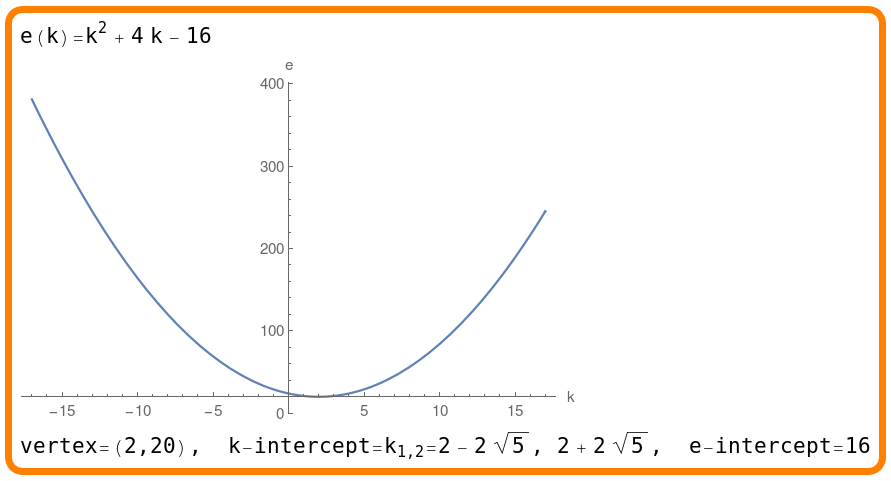 e(k)=k² + 4 k − 16
e
400
300
200
100
0
−15 −10 −5 5 10 15 k
vertex=(2,20), k−intercept=k₁,₂=2 − 2 √5, 2 + 2 √5, e−intercept=16